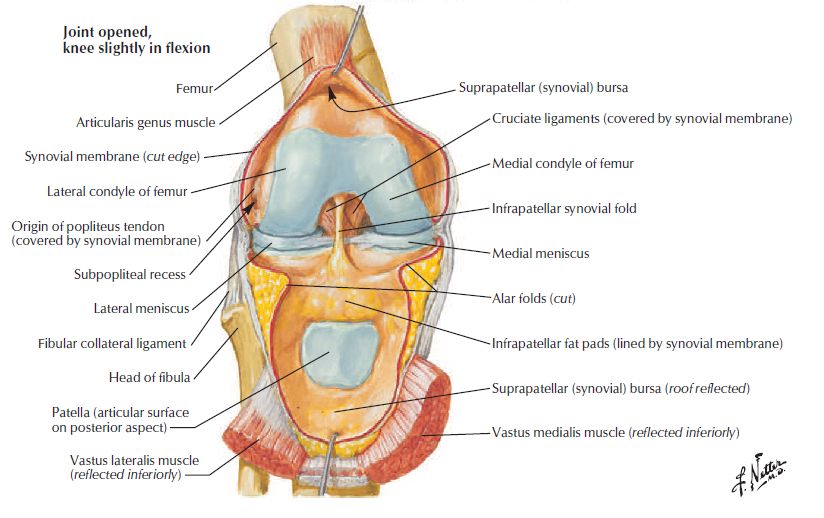 Joint opened,
knee slightly in flexion
Femur
Articularis genus muscle
Synovial membrane (cut edge)
Lateral condyle of femur
Origin of popliteus tendon
(covered by synovial membrane)
Subpopliteal recess
Lateral meniscus
Fibular collateral ligament
Head of fibula
Patella (articular surface
on posterior aspect)
Vastus lateralis muscle
(reflected inferiorly)
Suprapatellar (synovial) bursa
Cruciate ligaments (covered by synovial membrane)
Medial condyle of femur
Infrapatellar synovial fold
Medial meniscus
Alar folds (cut)
Infrapatellar fat pads (lined by synovial membrane)
Suprapatellar (synovial) bursa (roof reflected)
Vastus medialis muscle (reflected inferiorly)
F. Netter
M.D.